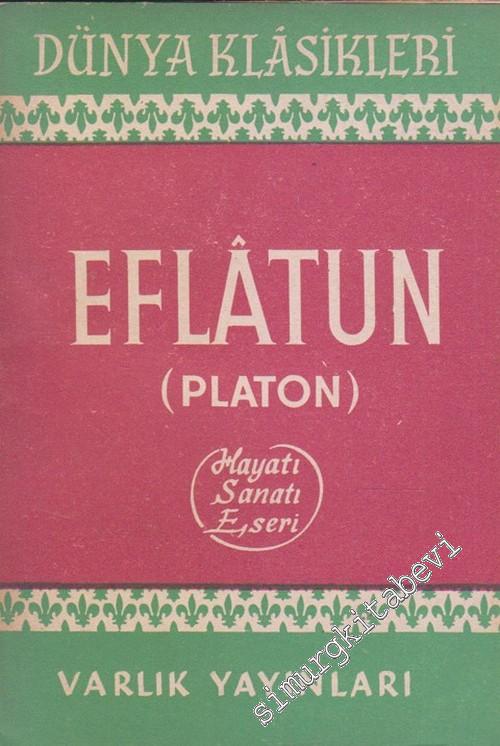 DÜNYA KLÂSİKLERİ
EFLÂTUN
(PLATON)
Hayatı
Sanatı
Eseri
VARLIK YAYINLARI
simurgkitabevi